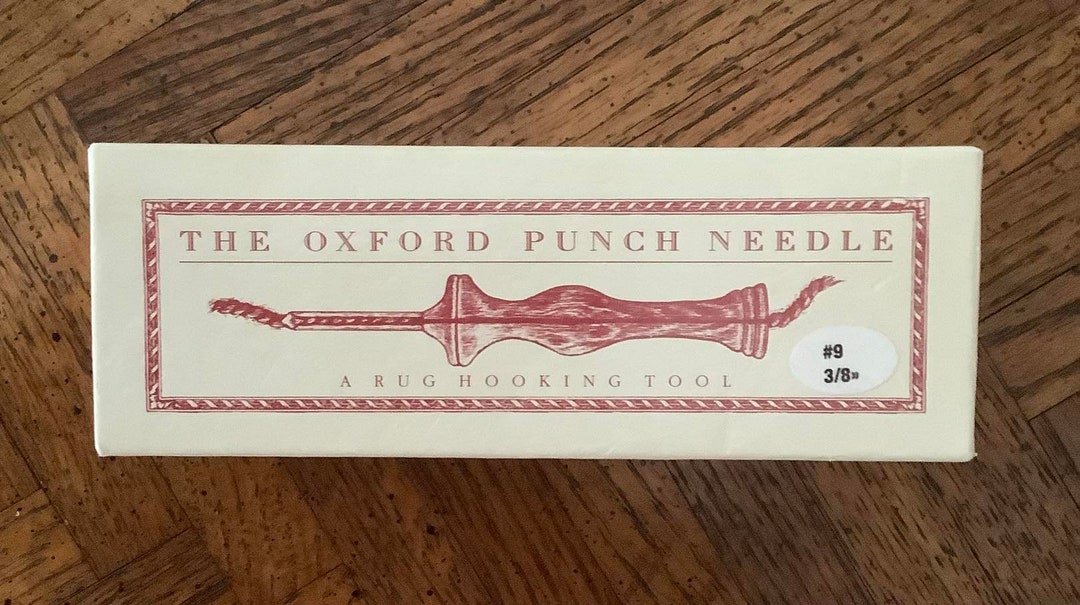 THE OXFORD PUNCH NEEDLE
A RUG HOOKING TOOL
#9
3/8"